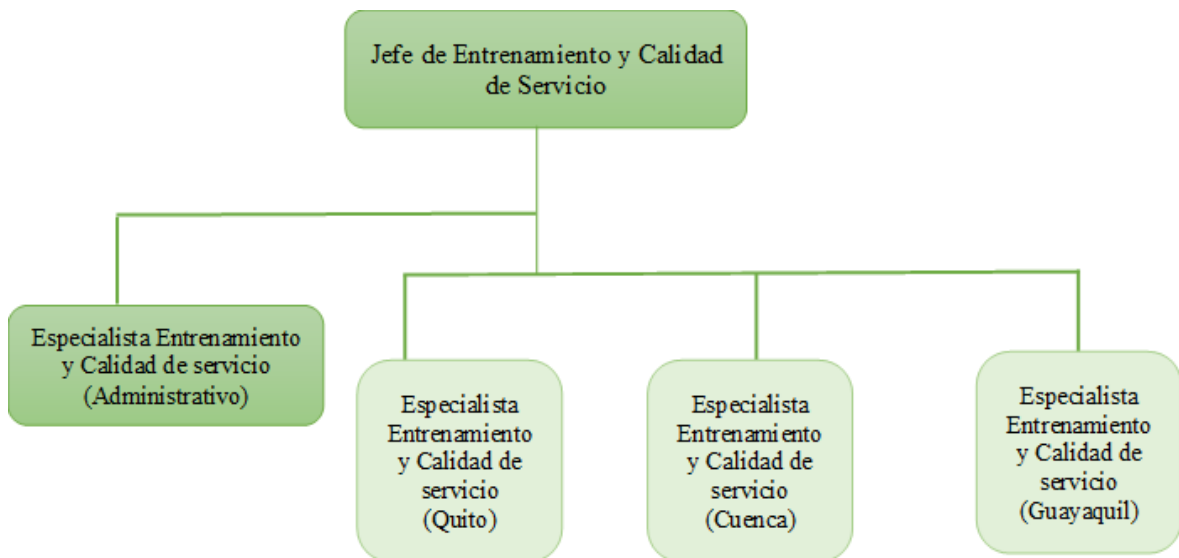 Jefe de Entrenamiento y Calidad
de Servicio
Especialista Entrenamiento
y Calidad de servicio
(Administrativo)
Especialista
Entrenamiento
y Calidad de
servicio
(Quito)
Especialista
Entrenamiento
y Calidad de
servicio
(Cuenca)
Especialista
Entrenamiento
y Calidad de
servicio
(Guayaquil)